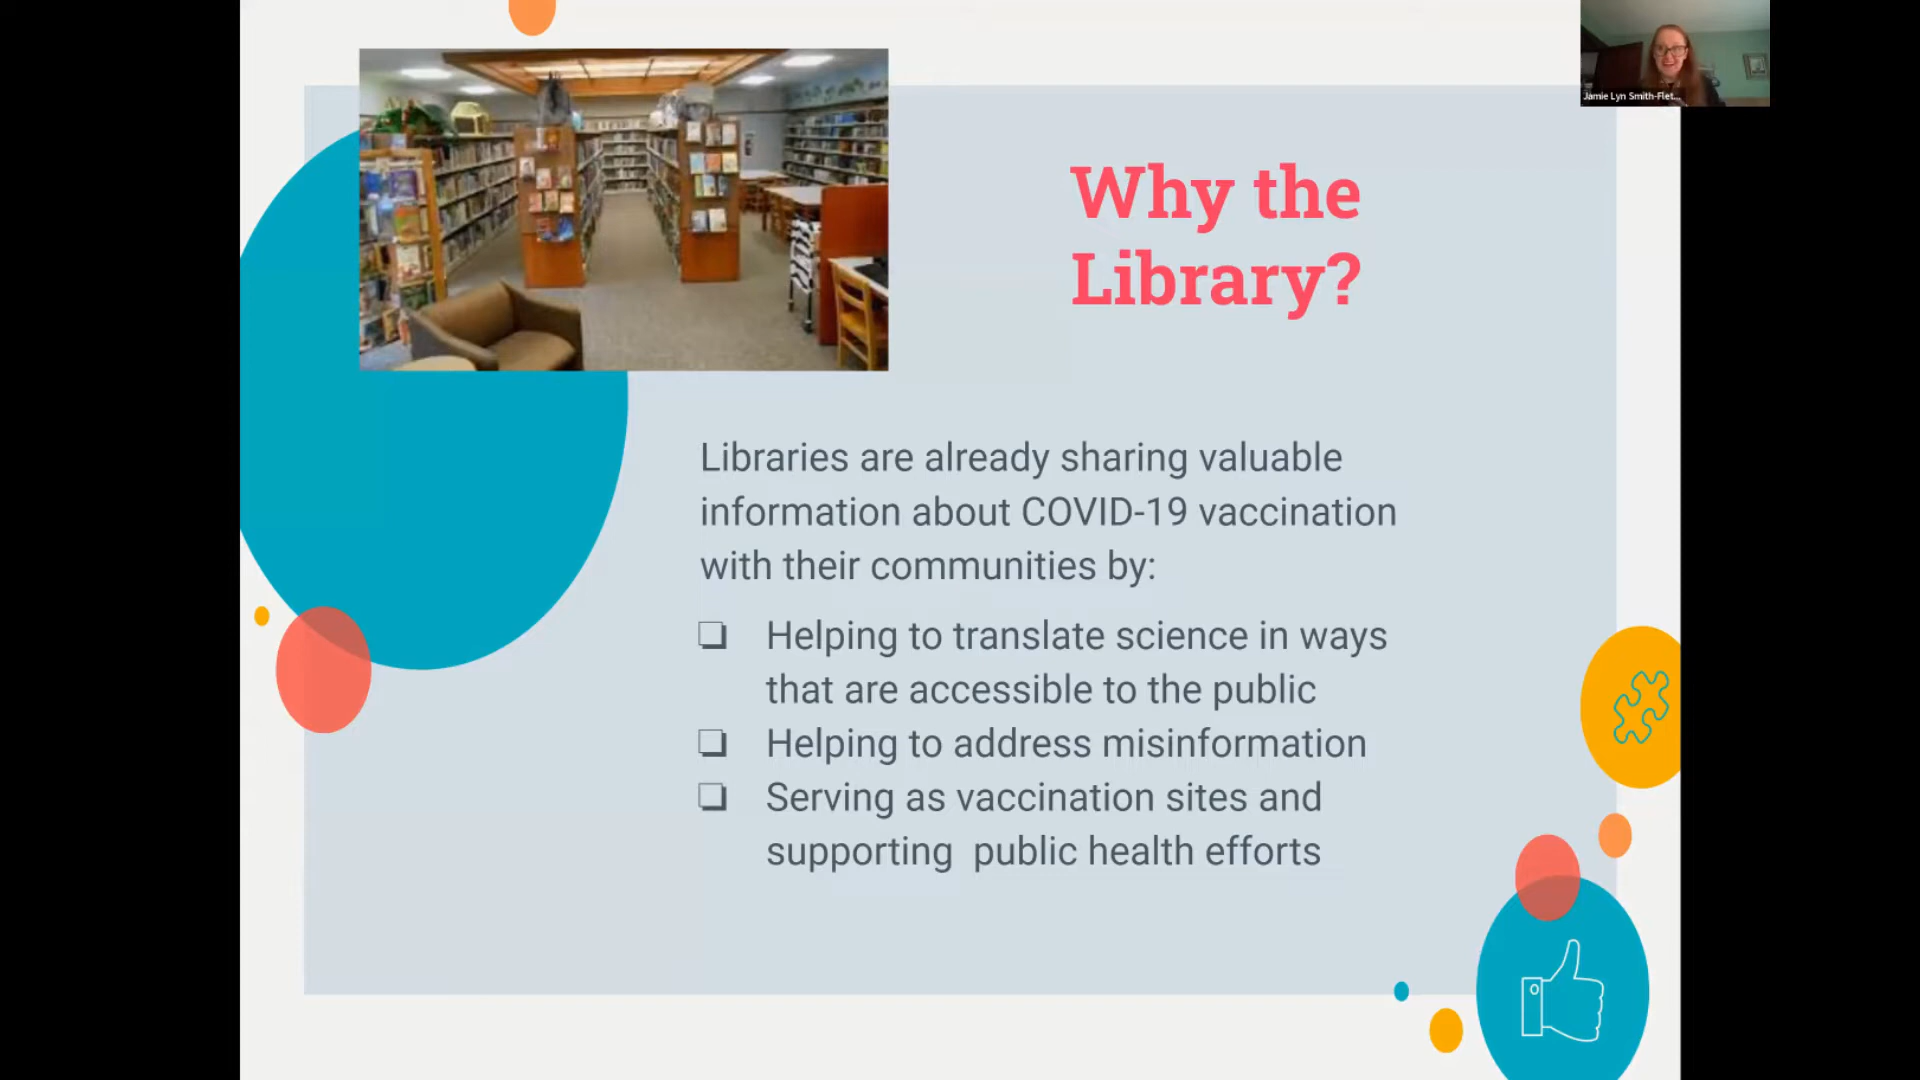 Jamie Lyn Smith-Flet...
Why the
Library?
Libraries are already sharing valuable
information about COVID-19 vaccination
with their communities by:
❏ Helping to translate science in ways
that are accessible to the public
❏ Helping to address misinformation
❏ Serving as vaccination sites and
supporting  public health efforts